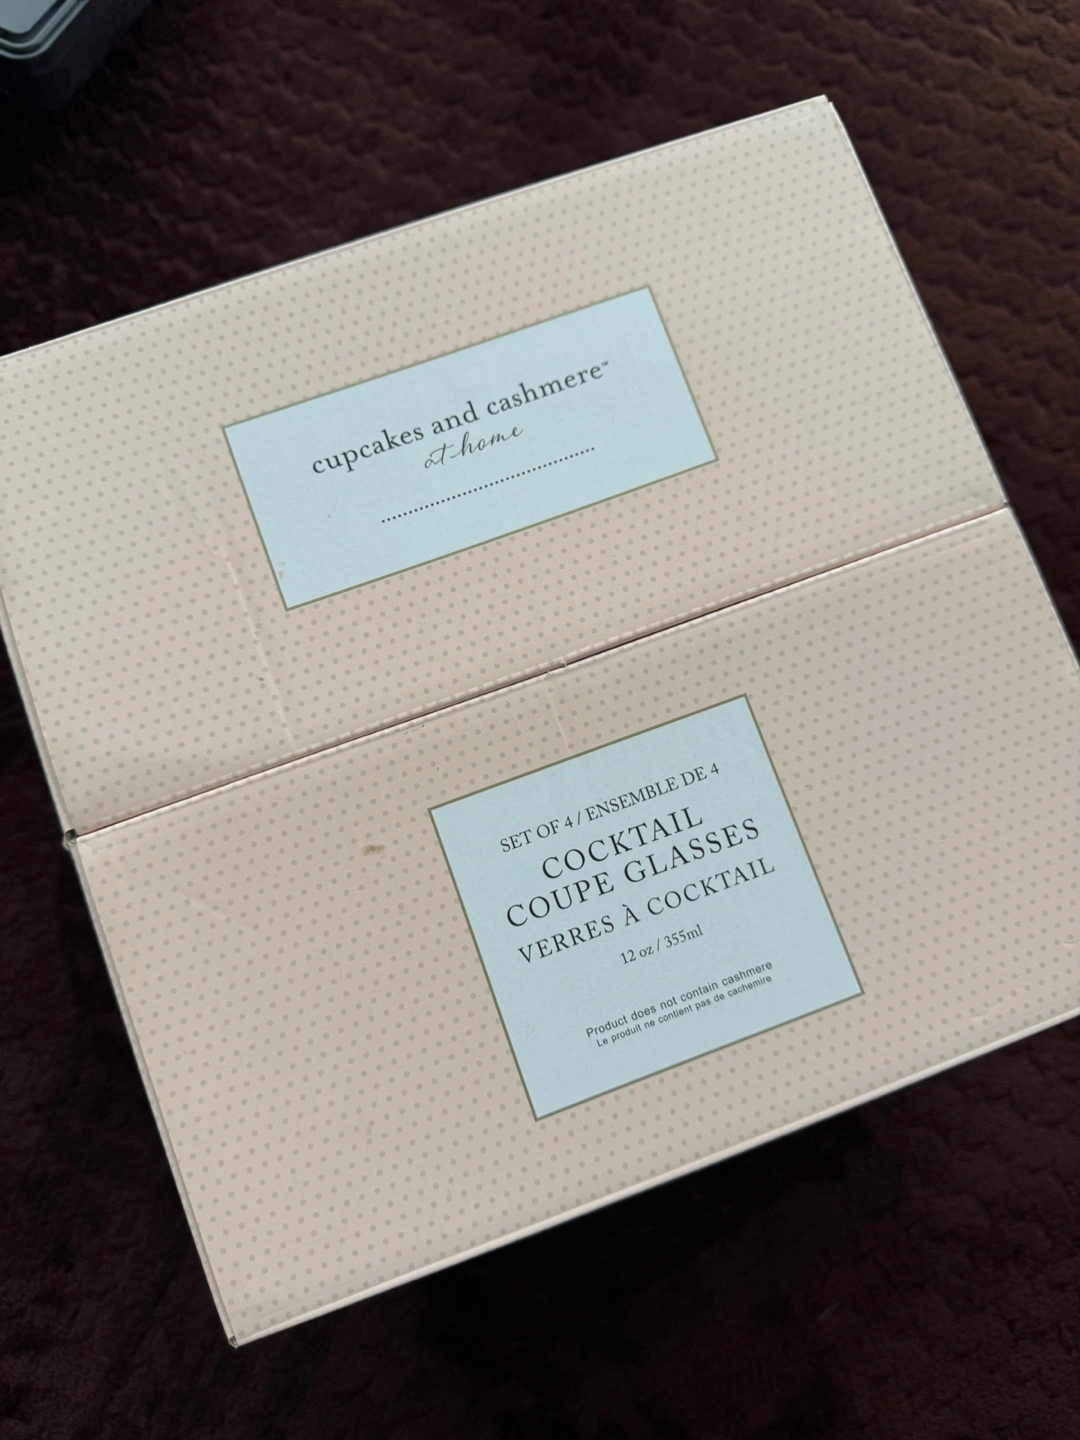 cupcakes and cashmere™
at home
SET OF 4 / ENSEMBLE DE 4
COCKTAIL
COUPE GLASSES
VERRES À COCKTAIL
12 oz / 355ml
Product does not contain cashmere
Le produit ne contient pas de cachemire